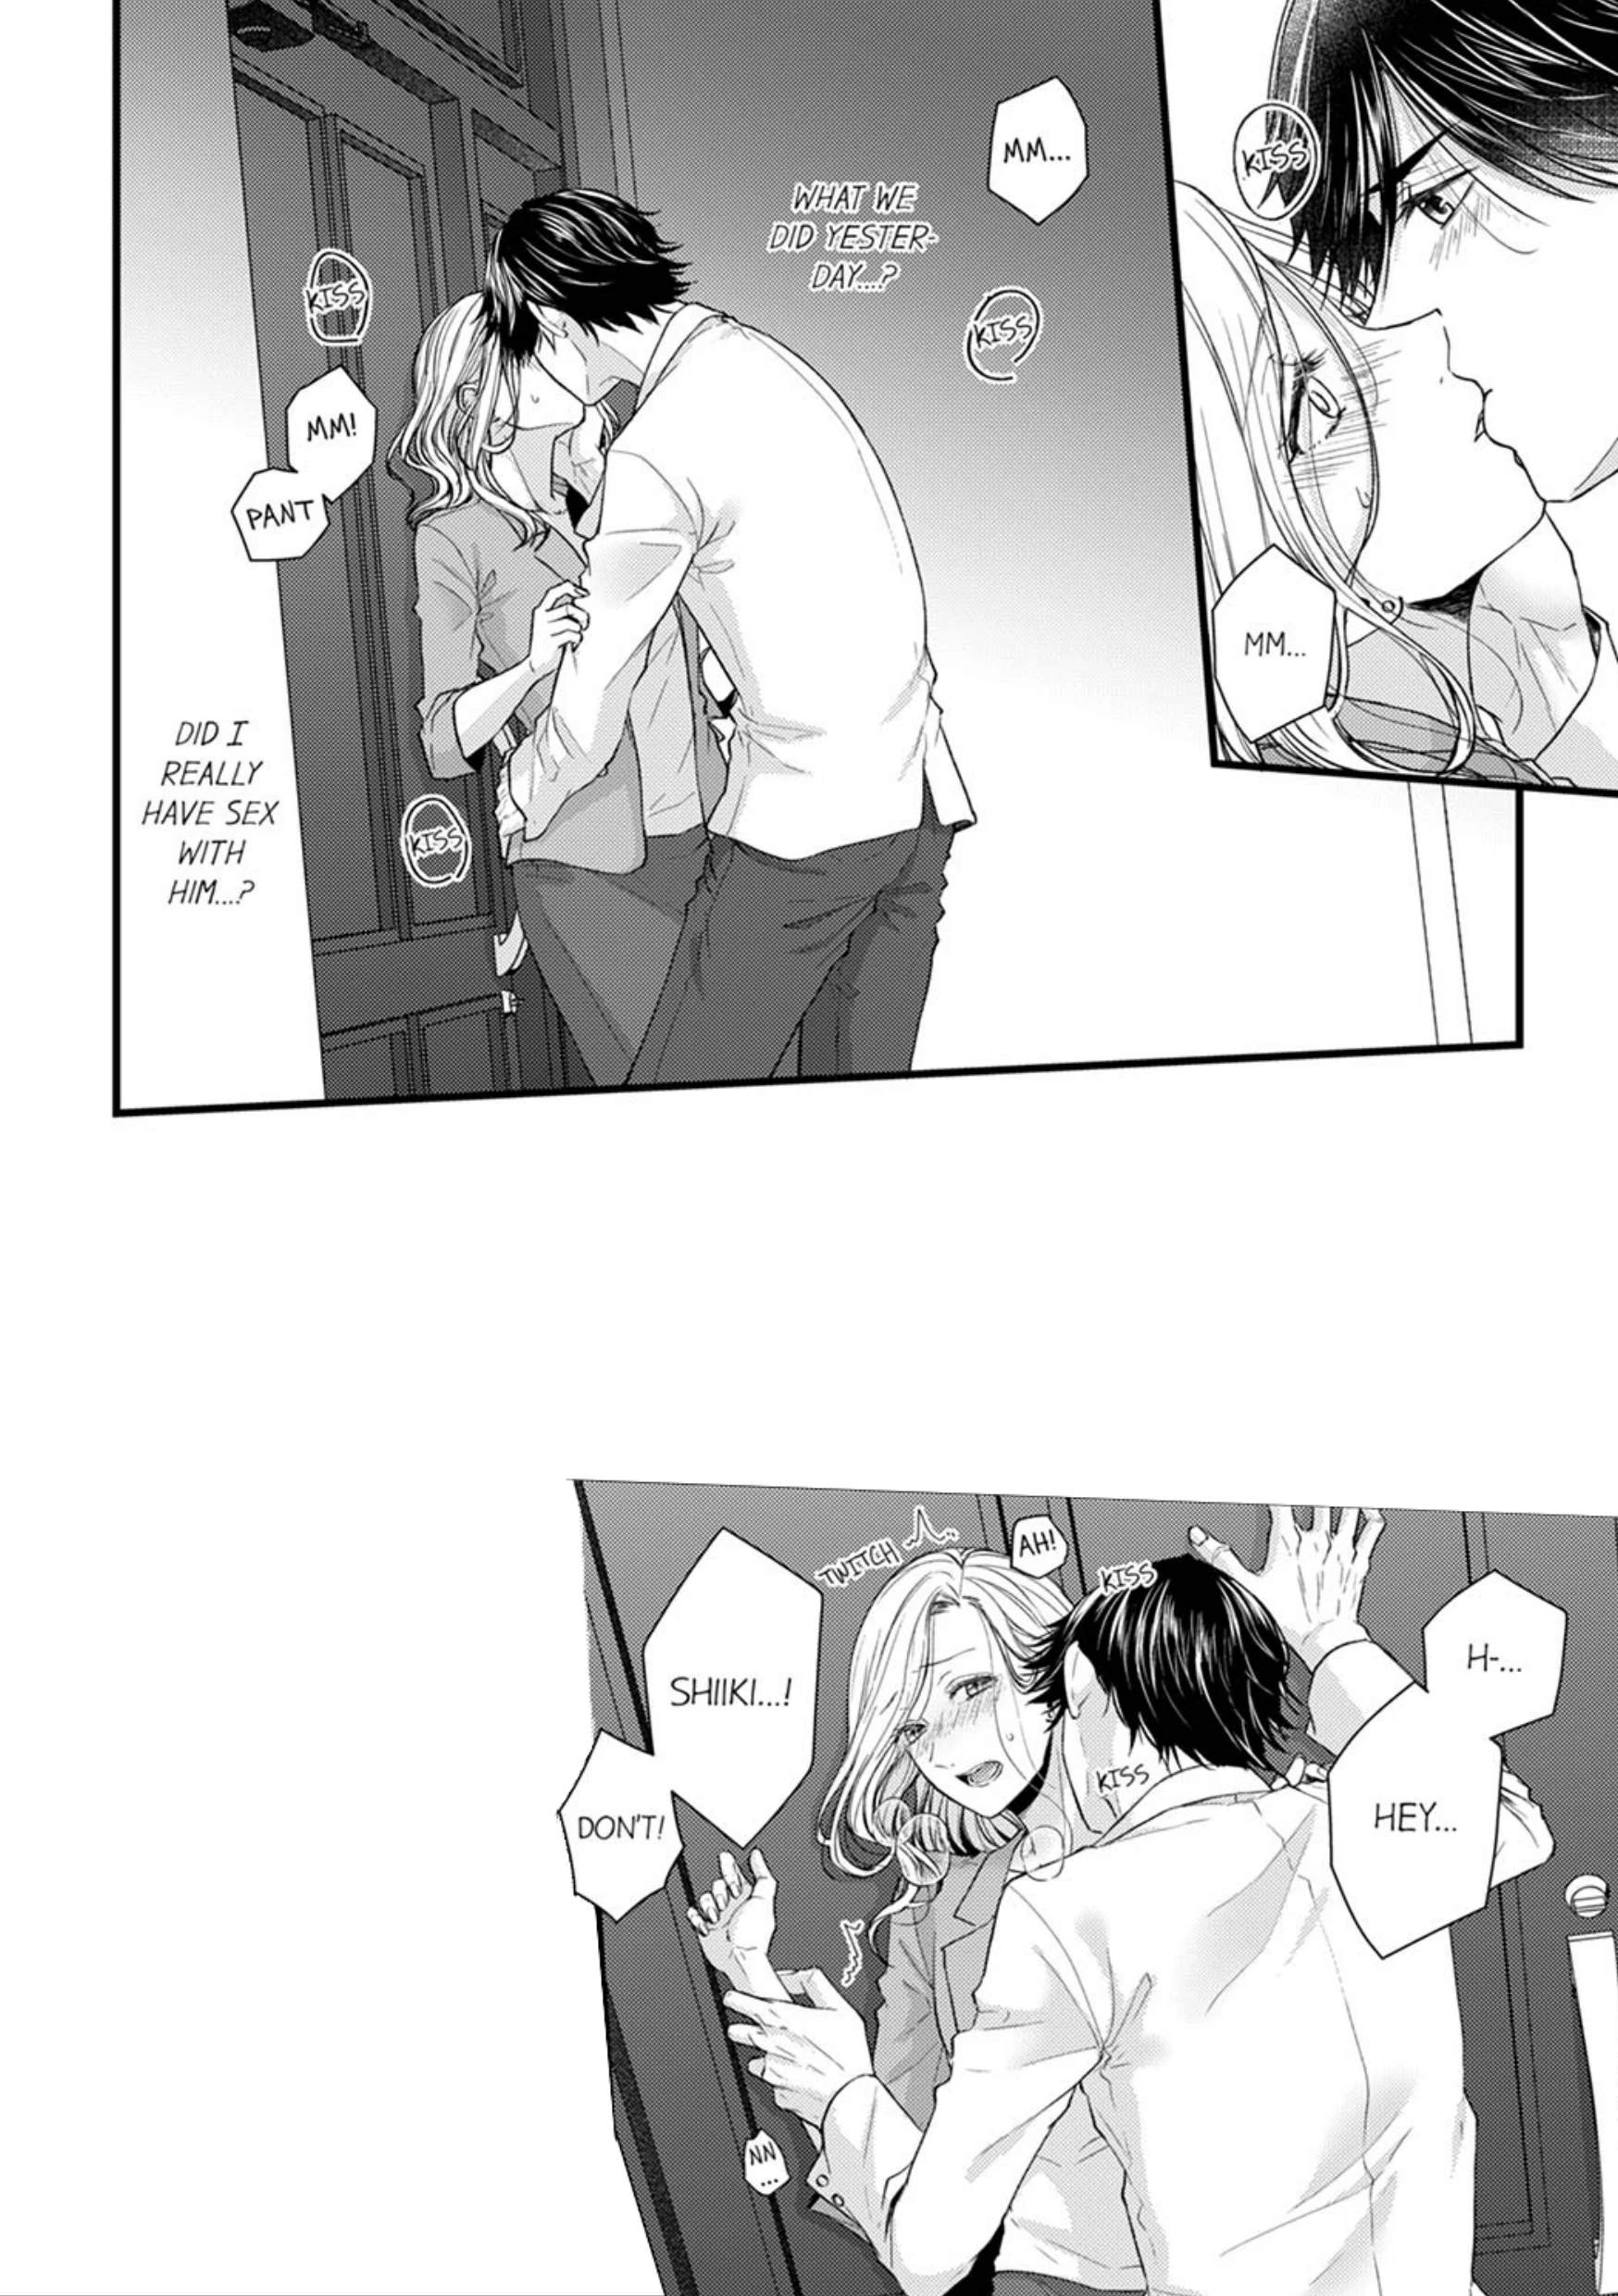 KISS
MM...
MM...
WHAT WE
DID YESTER-
DAY...?
KISS
KISS
MM!
PANT
DID I
REALLY
HAVE SEX
WITH
HIM...?
KISS
H-...
HEY...
AH!
KISS
KISS
TWITCH
SHIIKI...!
DON'T!
NN
...